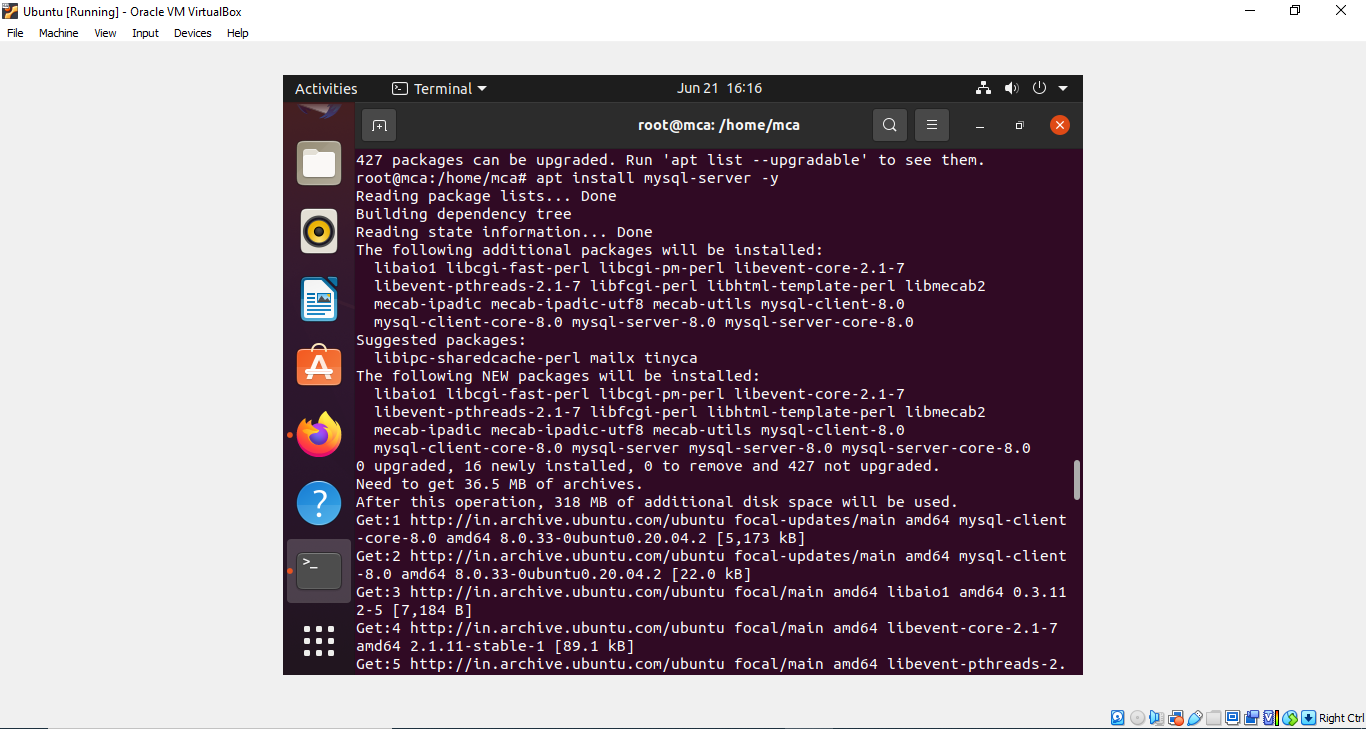 Ubuntu [Running] - Oracle VM VirtualBox
File Machine View Input Devices Help
Activities Terminal Jun 21 16:16
root@mca: /home/mca
427 packages can be upgraded. Run 'apt list --upgradable' to see them.
root@mca:/home/mca# apt install mysql-server -y
Reading package lists... Done
Building dependency tree
Reading state information... Done
The following additional packages will be installed:
libaio1 libcgi-fast-perl libcgi-pm-perl libevent-core-2.1-7
libevent-pthreads-2.1-7 libfcgi-perl libhtml-template-perl libmecab2
mecab-ipadic mecab-ipadic-utf8 mecab-utils mysql-client-8.0
mysql-client-core-8.0 mysql-server-8.0 mysql-server-core-8.0
Suggested packages:
libipc-sharedcache-perl mailx tinyca
The following NEW packages will be installed:
libaio1 libcgi-fast-perl libcgi-pm-perl libevent-core-2.1-7
libevent-pthreads-2.1-7 libfcgi-perl libhtml-template-perl libmecab2
mecab-ipadic mecab-ipadic-utf8 mecab-utils mysql-client-8.0
mysql-client-core-8.0 mysql-server mysql-server-8.0 mysql-server-core-8.0
0 upgraded, 16 newly installed, 0 to remove and 427 not upgraded.
Need to get 36.5 MB of archives.
After this operation, 318 MB of additional disk space will be used.
Get:1 http://in.archive.ubuntu.com/ubuntu focal-updates/main amd64 mysql-client
-core-8.0 amd64 8.0.33-0ubuntu0.20.04.2 [5,173 kB]
Get:2 http://in.archive.ubuntu.com/ubuntu focal-updates/main amd64 mysql-client
-8.0 amd64 8.0.33-0ubuntu0.20.04.2 [22.0 kB]
Get:3 http://in.archive.ubuntu.com/ubuntu focal/main amd64 libaio1 amd64 0.3.11
2-5 [7,184 B]
Get:4 http://in.archive.ubuntu.com/ubuntu focal/main amd64 libevent-core-2.1-7
amd64 2.1.11-stable-1 [89.1 kB]
Get:5 http://in.archive.ubuntu.com/ubuntu focal/main amd64 libevent-pthreads-2.
Right Ctrl